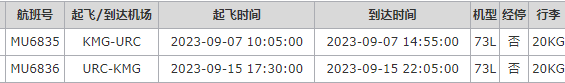 航班号 起飞/到达机场 起飞时间 到达时间 机型 经停 行李
MU6835 KMG-URC 2023-09-07 10:05:00 2023-09-07 14:55:00 73L 否 20KG
MU6836 URC-KMG 2023-09-15 17:30:00 2023-09-15 22:05:00 73L 否 20KG